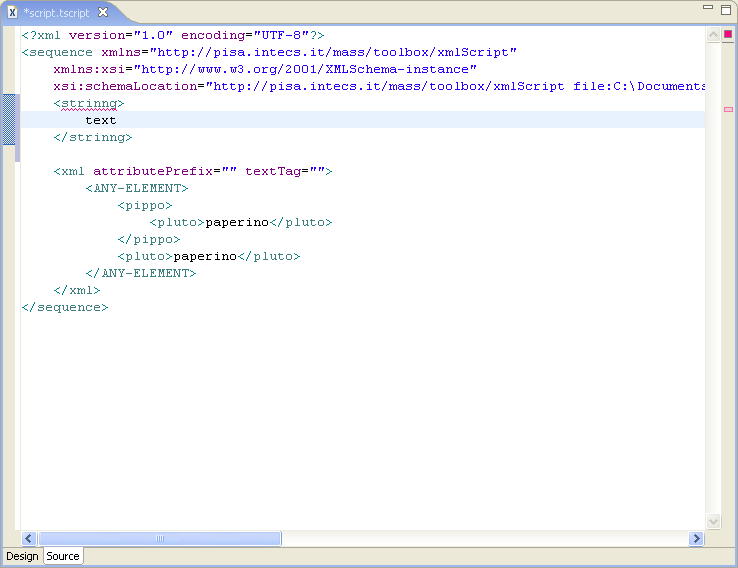 *script.tscript
<?xml version="1.0" encoding="UTF-8"?>
<sequence xmlns="http://pisa.intecs.it/mass/toolbox/xmlScript"
xmlns:xsi="http://www.w3.org/2001/XMLSchema-instance"
xsi:schemaLocation="http://pisa.intecs.it/mass/toolbox/xmlScript file:C:\Documents
<strinng>
text
</strinng>
<xml attributePrefix="" textTag="">
<ANY-ELEMENT>
<pippo>
<pluto>paperino</pluto>
</pippo>
<pluto>paperino</pluto>
</ANY-ELEMENT>
</xml>
</sequence>
Design Source